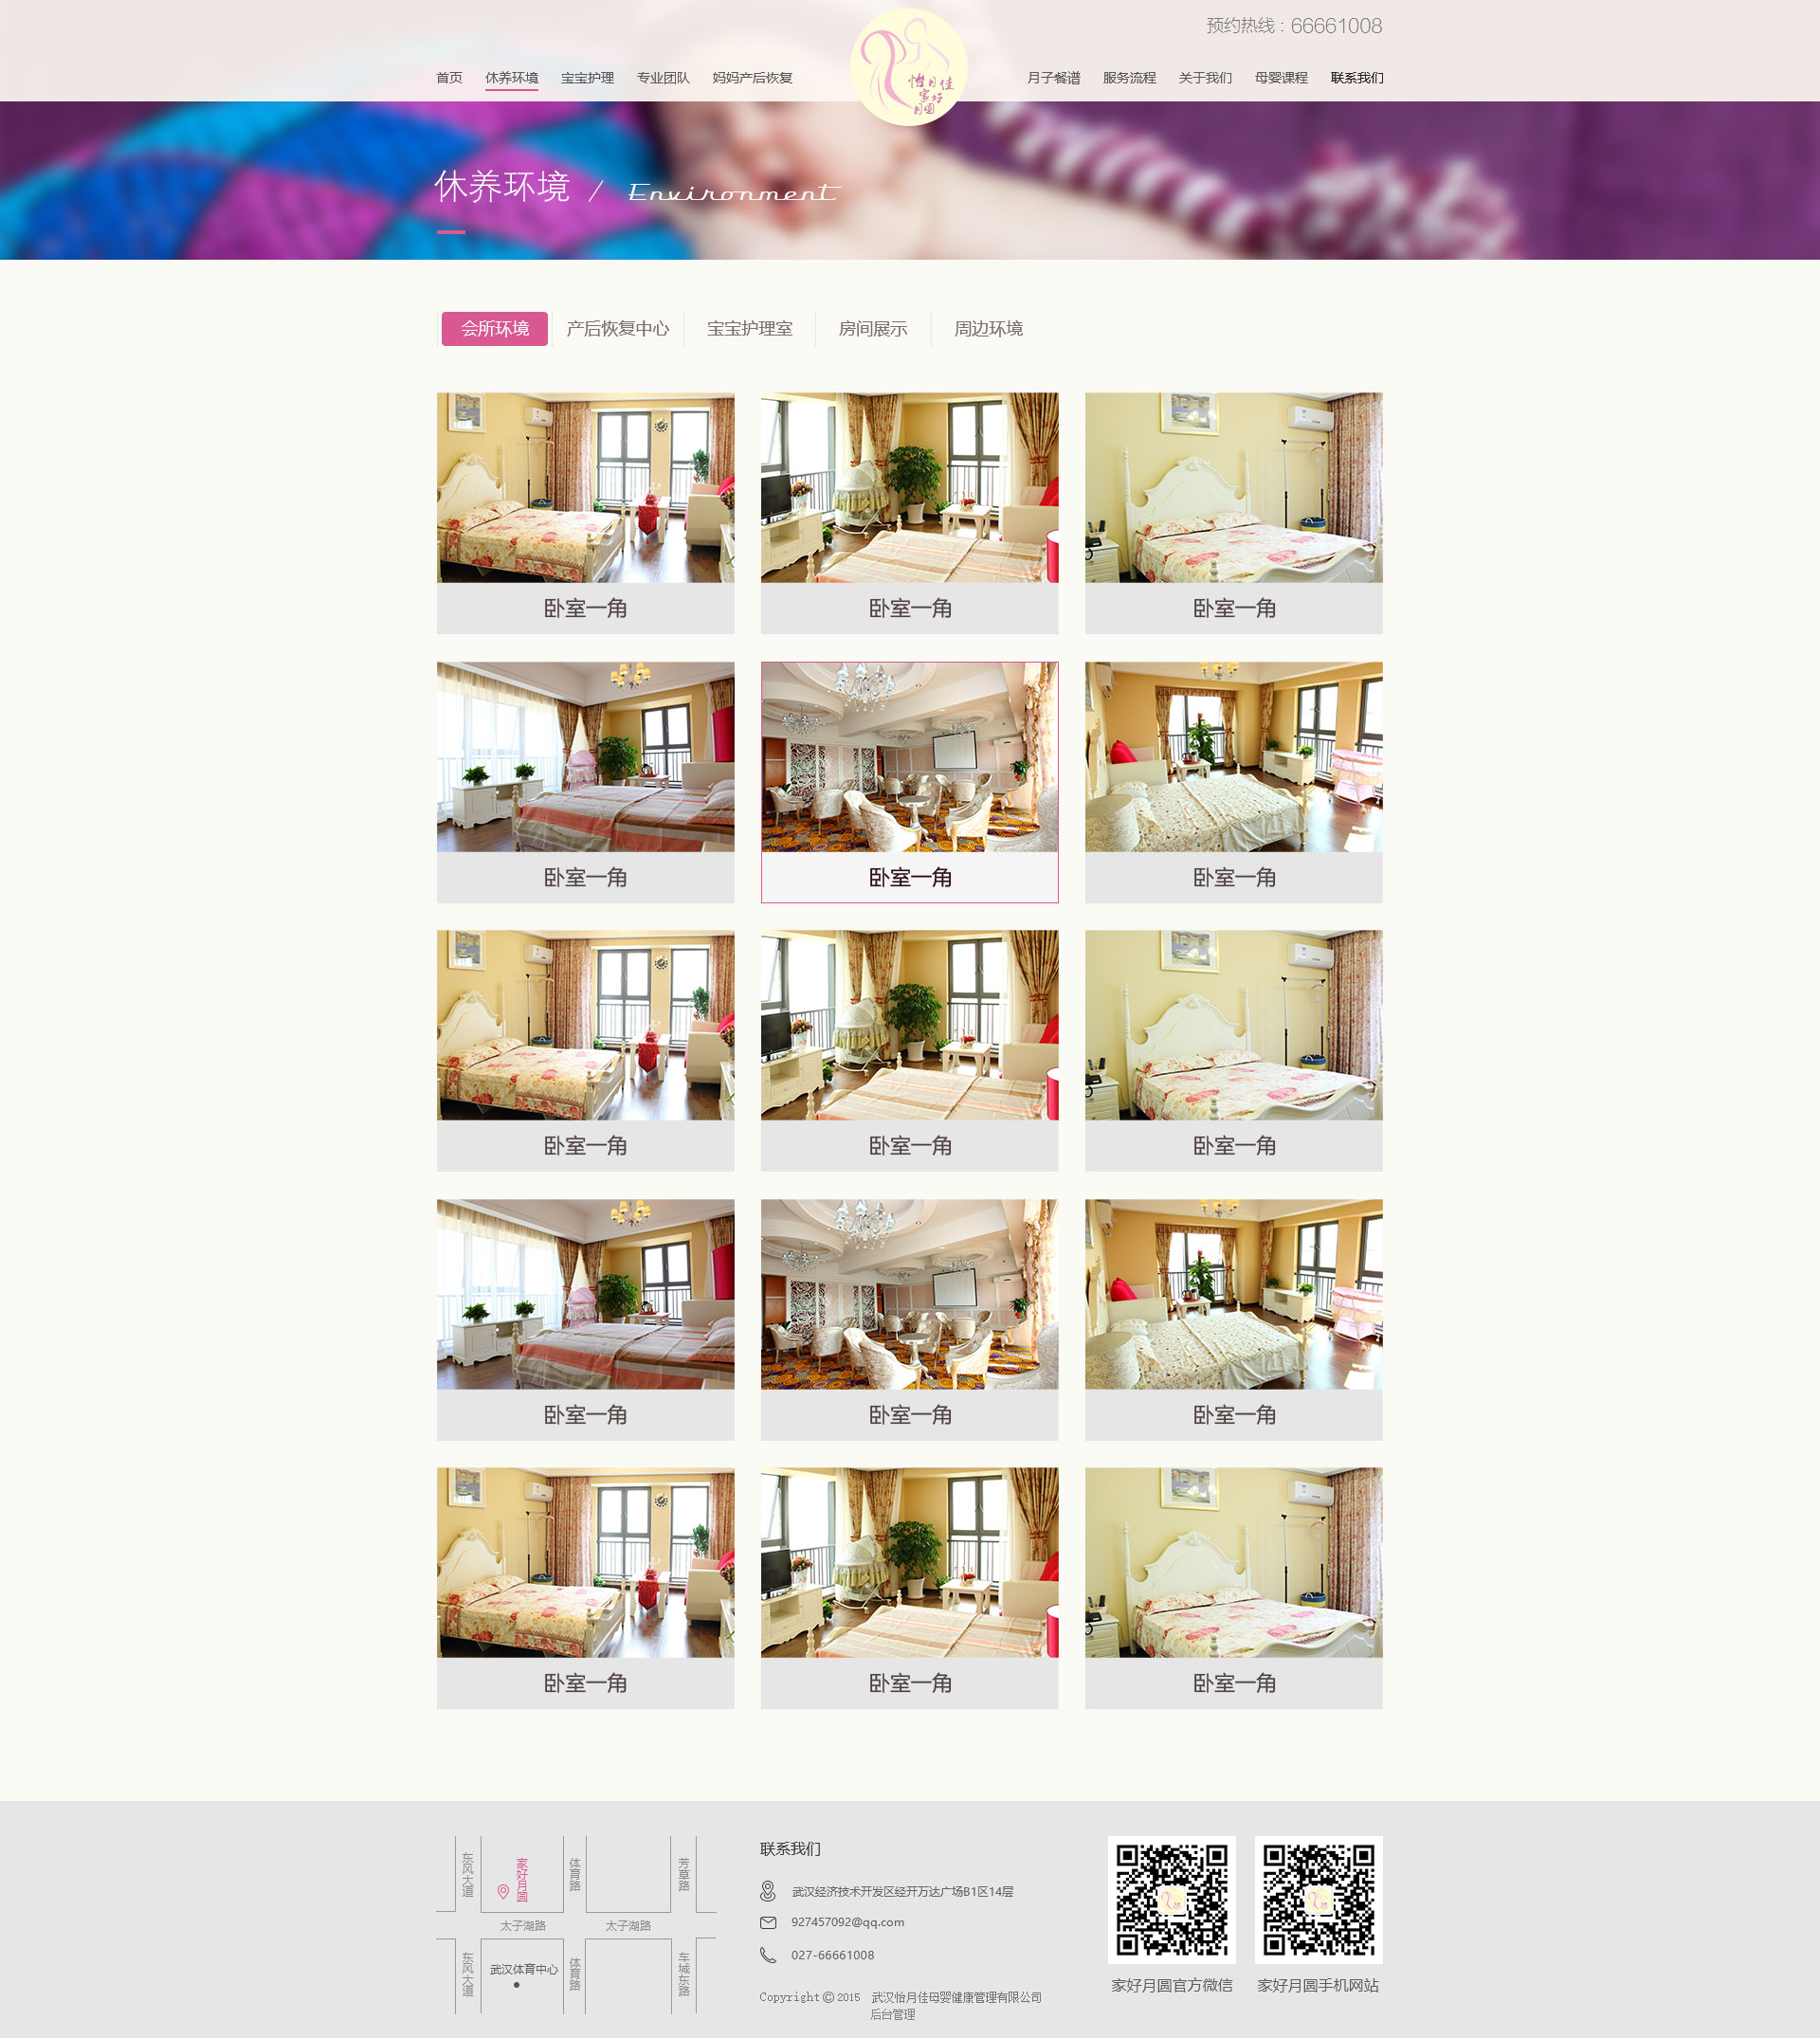 预约热线：66661008
首页 休养环境 宝宝护理 专业团队 妈妈产后恢复 月子餐谱 服务流程 关于我们 母婴课程 联系我们
怡月佳
家好
月圆
休养环境 / Environment
会所环境 产后恢复中心 宝宝护理室 房间展示 周边环境
卧室一角 卧室一角 卧室一角
卧室一角 卧室一角 卧室一角
卧室一角 卧室一角 卧室一角
卧室一角 卧室一角 卧室一角
卧室一角 卧室一角 卧室一角
东风大道
家好月圆
体育路
芳草路
太子湖路 太子湖路
东风大道
武汉体育中心
体育路
车城东路
联系我们
武汉经济技术开发区经开万达广场B1区14层
927457092@qq.com
027-66661008
Copyright © 2015 武汉怡月佳母婴健康管理有限公司
后台管理
家好月圆官方微信 家好月圆手机网站